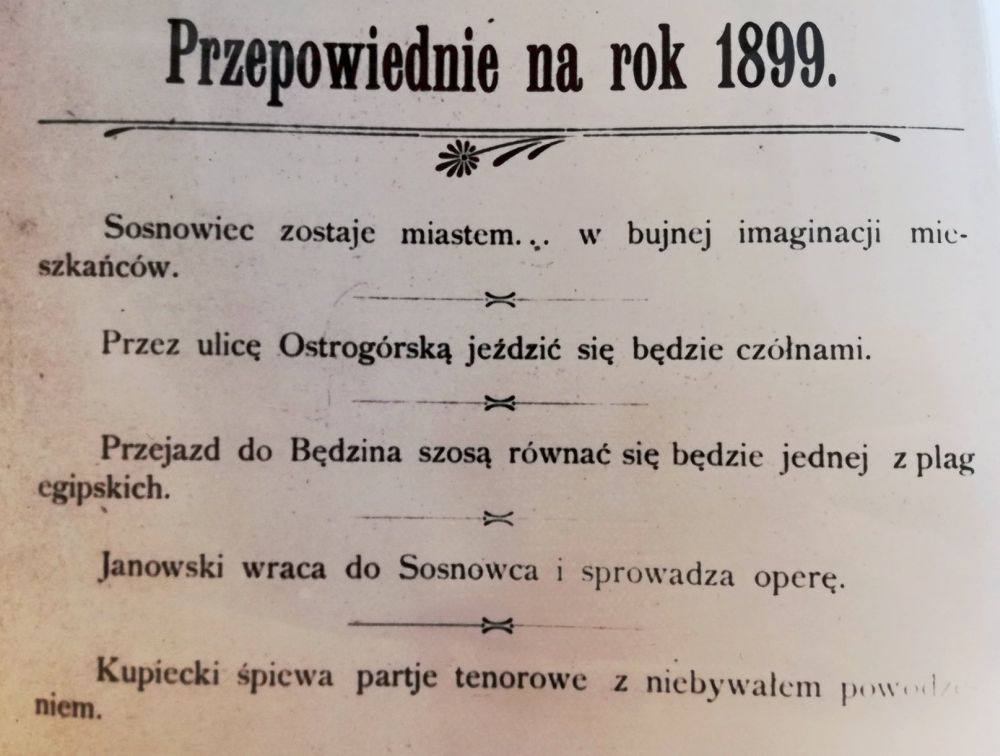 Przepowiednie na rok 1899.
Sosnowiec zostaje miastem... w bujnej imaginacji mie-
szkańców.
Przez ulicę Ostrogórską jeździć się będzie czółnami.
Przejazd do Będzina szosą równać się będzie jednej z plag
egipskich.
Janowski wraca do Sosnowca i sprowadza operę.
Kupiecki śpiewa partje tenorowe z niebywałem powodze-
niem.